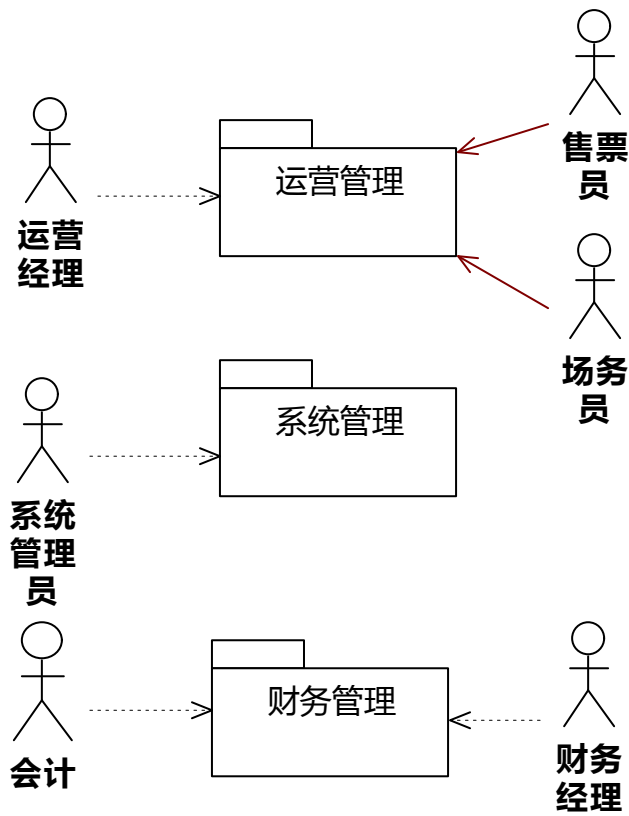 售票
员
运营管理
运营
经理
场务
员
系统管理
系统
管理
员
财务管理
会计
财务
经理